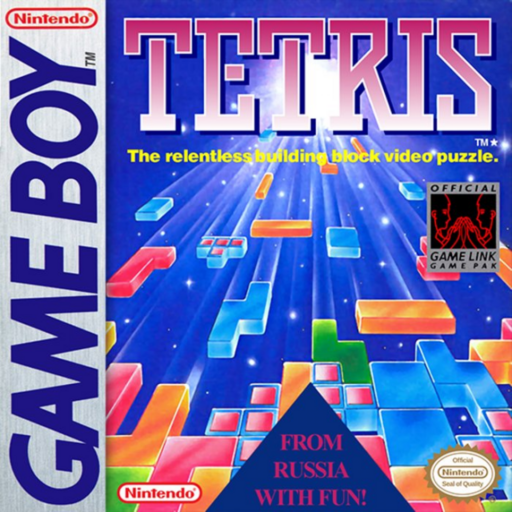 Nintendo
GAME BOY
TM
TETRIS
TM
The relentless building block video puzzle.
OFFICIAL
GAME LINK
GAME PAK
FROM
RUSSIA
WITH FUN!
Nintendo
Official
Nintendo
Seal of Quality